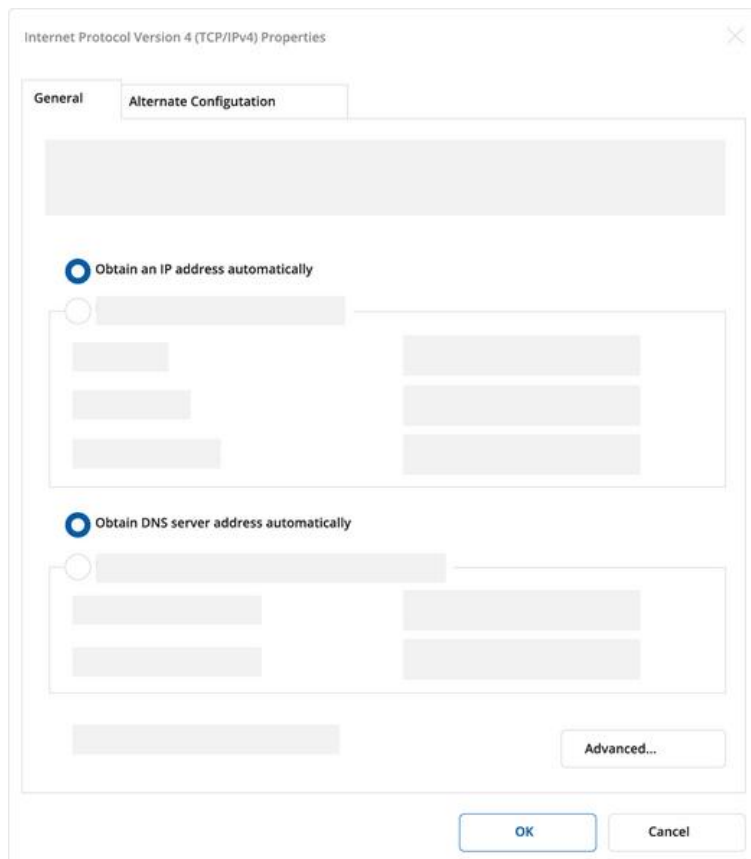 Internet Protocol Version 4 (TCP/IPv4) Properties
General
Alternate Configutation
Obtain an IP address automatically
Obtain DNS server address automatically
Advanced...
OK
Cancel